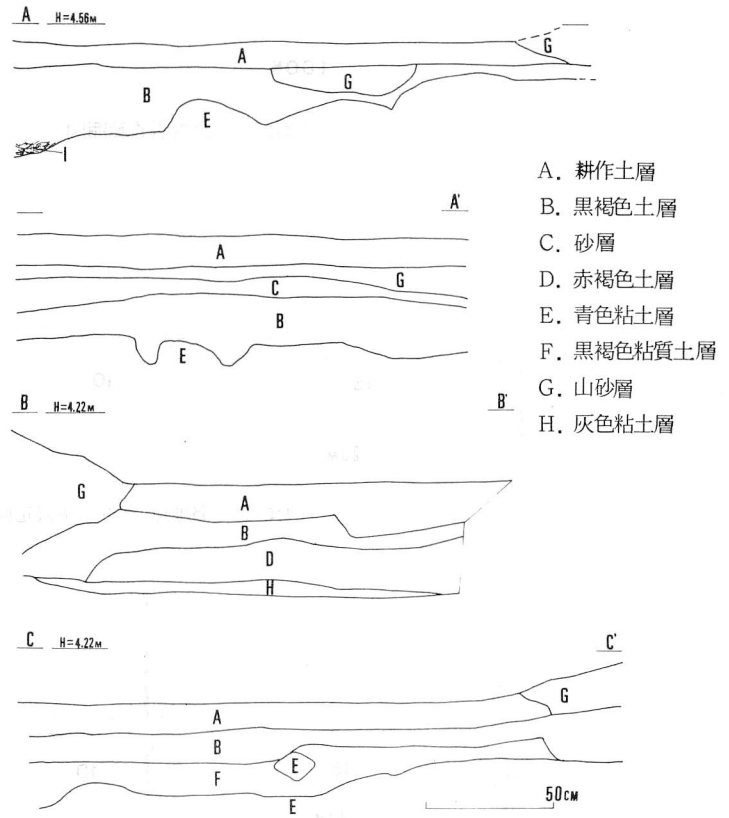 A H=4.56M
G
A
G
B
E
I
A'
A
G
C
B
E
A. 耕作土層
B. 黒褐色土層
C. 砂層
D. 赤褐色土層
E. 青色粘土層
F. 黒褐色粘質土層
G. 山砂層
H. 灰色粘土層
B H=4.22M
B'
G
A
B
D
H
C H=4.22M
C'
G
A
B
E
F
E
50CM